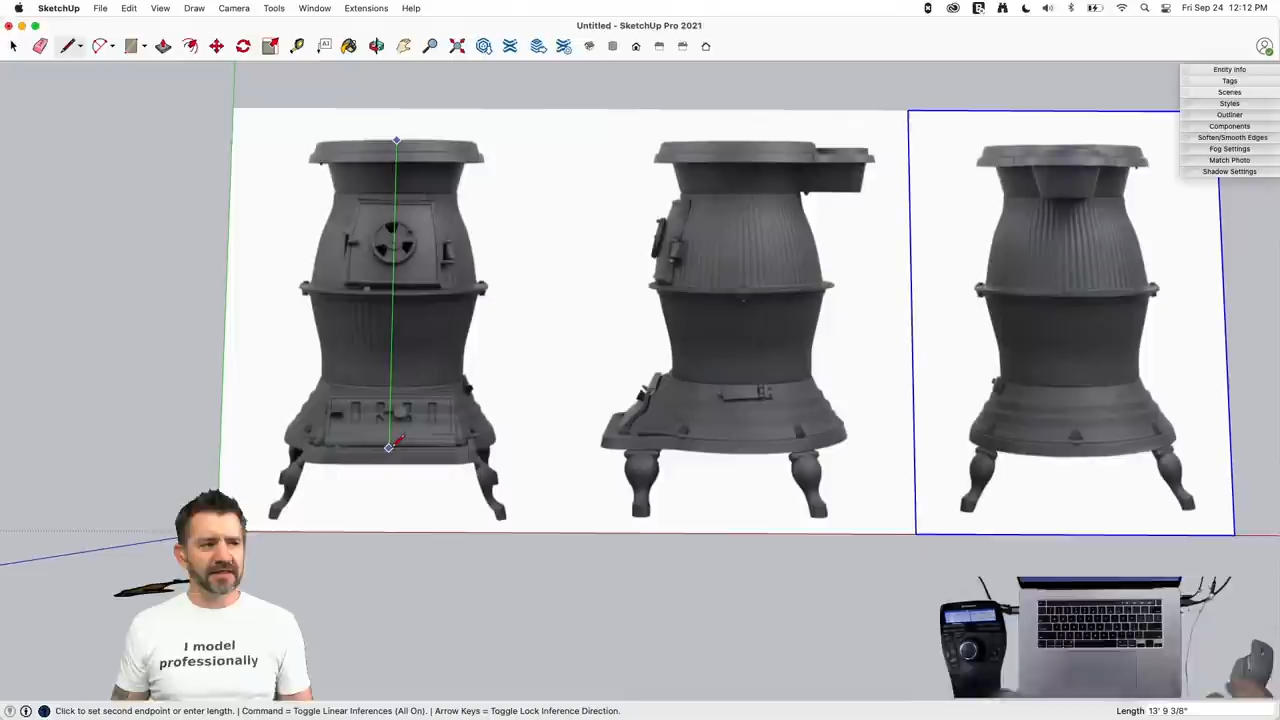 SketchUp File Edit View Draw Camera Tools Window Extensions Help
Fri Sep 24 12:12 PM
Untitled - SketchUp Pro 2021
Entity Info
Tags
Scenes
Styles
Outliner
Components
Soften/Smooth Edges
Fog Settings
Match Photo
Shadow Settings
I model
professionally
Click to set second endpoint or enter length. | Command = Toggle Linear Inferences (All On). | Arrow Keys = Toggle Lock Inference Direction.
Length 13' 9 3/8"